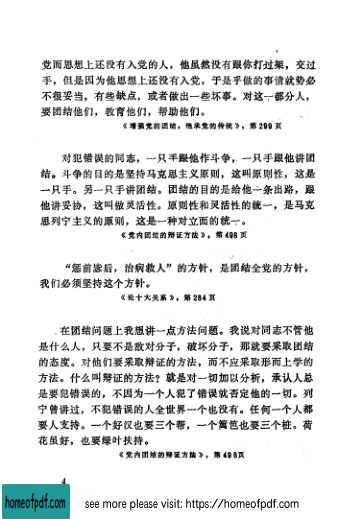 党而思想上还没有入党的人，他虽然没有跟你打过架，交过
手，但是因为他思想上还没有入党，于是乎做的事情就势必
不很妥当，有些缺点，或者做出一些坏事。对这一部分人，
要团结他们，教育他们，帮助他们。
《增强党的团结，继承党的传统》，第299页
对犯错误的同志，一只手跟他作斗争，一只手跟他讲团
结。斗争的目的是坚持马克思主义原则，这叫原则性，这是
一只手。另一只手讲团结。团结的目的是给他一条出路，跟
他讲妥协，这叫做灵活性。原则性和灵活性的统一，是马克
思列宁主义的原则，这是一种对立面的统一。
《党内团结的辩证方法》，第498页
“惩前毖后，治病救人”的方针，是团结全党的方针，
我们必须坚持这个方针。
《论十大关系》，第284页
在团结问题上我想讲一点方法问题。我说对同志不管他
是什么人，只要不是敌对分子，破坏分子，那就要采取团结
的态度。对他们要采取辩证的方法，而不应采取形而上学的
方法。什么叫辩证的方法？就是对一切加以分析，承认人总
是要犯错误的，不因为一个人犯了错误就否定他的一切。列
宁曾讲过，不犯错误的人全世界一个也没有。任何一个人都
要人支持。一个好汉也要三个帮，一个篱笆也要三个桩。荷
花虽好，也要绿叶扶持。
《党内团结的辩证方法》，第496页
4
homeofpdf.com
see more please visit: https://homeofpdf.com